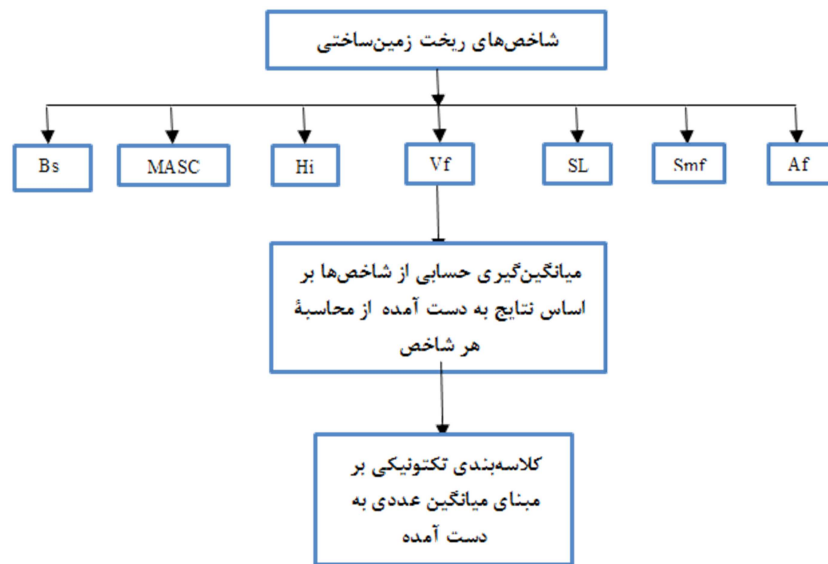 شاخص‌های ریخت زمین‌ساختی
Bs
MASC
Hi
Vf
SL
Smf
Af
میانگین‌گیری حسابی از شاخص‌ها بر
اساس نتایج به دست آمده از محاسبۀ
هر شاخص
کلاسه‌بندی تکتونیکی بر
مبنای میانگین عددی به
دست آمده